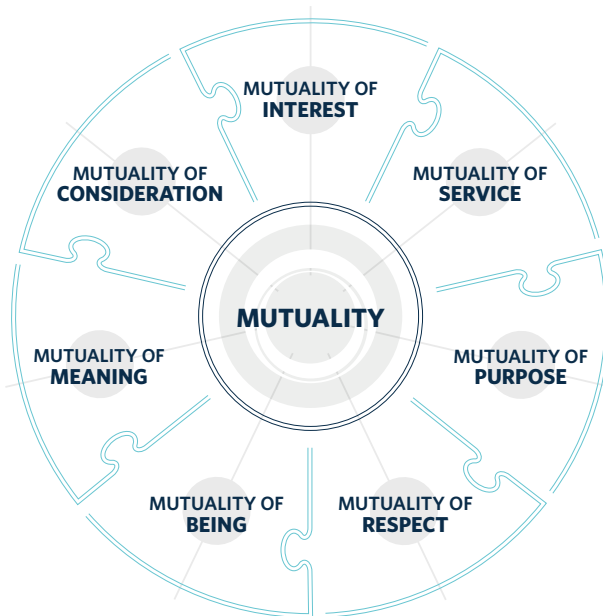 MUTUALITY OF
INTEREST
MUTUALITY OF
SERVICE
MUTUALITY OF
PURPOSE
MUTUALITY OF
RESPECT
MUTUALITY OF
BEING
MUTUALITY OF
MEANING
MUTUALITY OF
CONSIDERATION
MUTUALITY